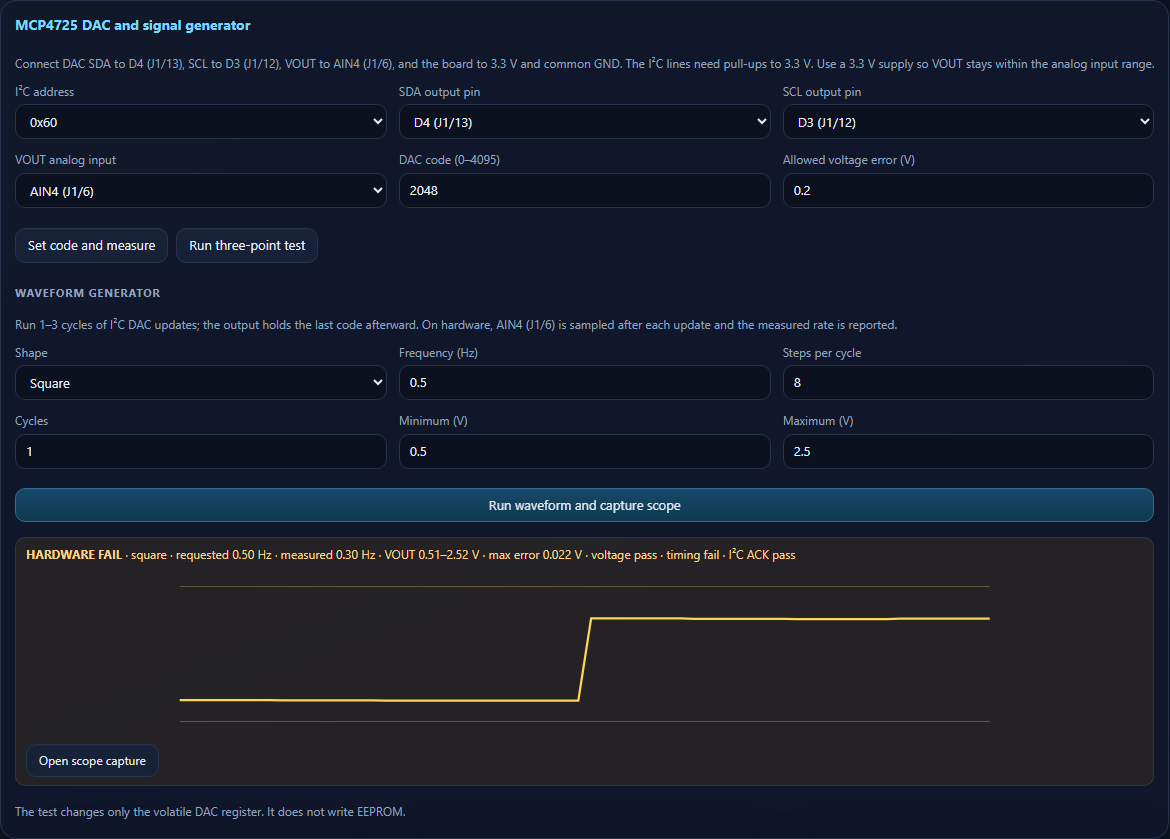 MCP4725 DAC and signal generator
Connect DAC SDA to D4 (J1/13), SCL to D3 (J1/12), VOUT to AIN4 (J1/6), and the board to 3.3 V and common GND. The I²C lines need pull-ups to 3.3 V. Use a 3.3 V supply so VOUT stays within the analog input range.
I²C address SDA output pin SCL output pin
0x60 D4 (J1/13) D3 (J1/12)
VOUT analog input DAC code (0–4095) Allowed voltage error (V)
AIN4 (J1/6) 2048 0.2
Set code and measure Run three-point test
WAVEFORM GENERATOR
Run 1–3 cycles of I²C DAC updates; the output holds the last code afterward. On hardware, AIN4 (J1/6) is sampled after each update and the measured rate is reported.
Shape Frequency (Hz) Steps per cycle
Square 0.5 8
Cycles Minimum (V) Maximum (V)
1 0.5 2.5
Run waveform and capture scope
HARDWARE FAIL · square · requested 0.50 Hz · measured 0.30 Hz · VOUT 0.51–2.52 V · max error 0.022 V · voltage pass · timing fail · I²C ACK pass
Open scope capture
The test changes only the volatile DAC register. It does not write EEPROM.